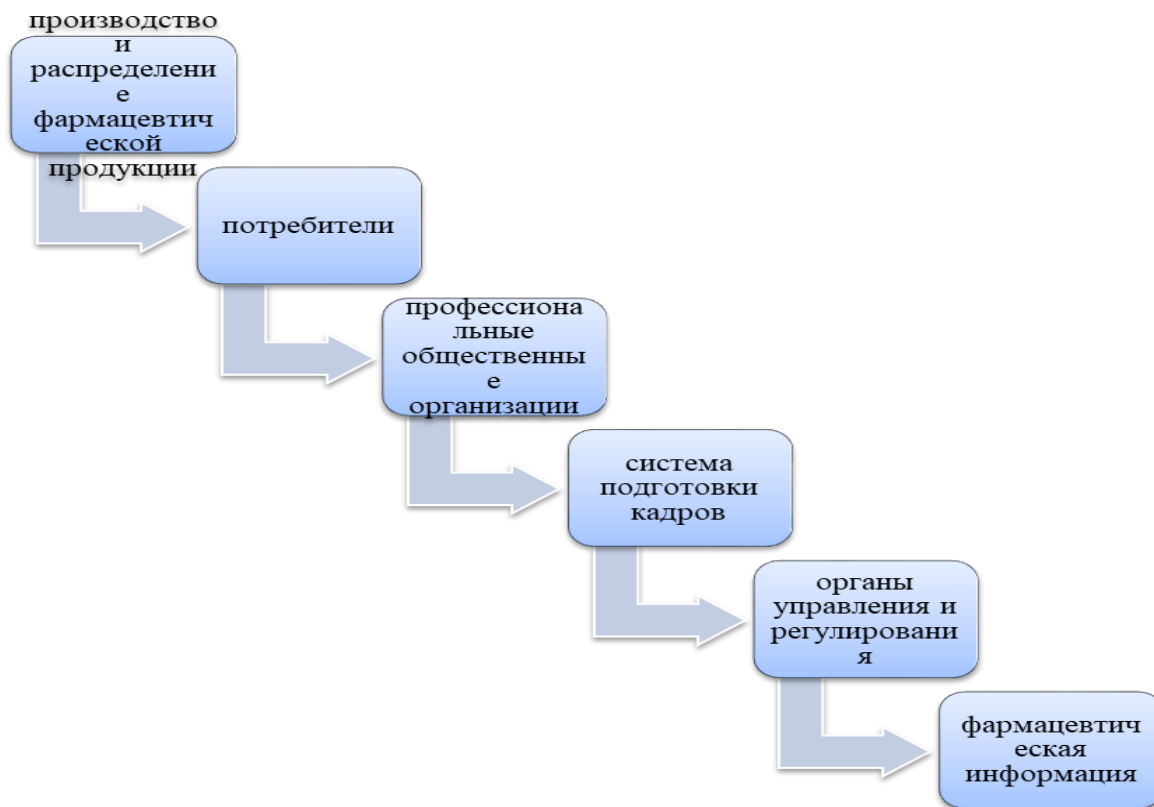 производство
и
распределени
е
фармацевтич
еской
продукции
потребители
профессиона
льные
общественны
е
организации
система
подготовки
кадров
органы
управления и
регулировани
я
фармацевтич
еская
информация